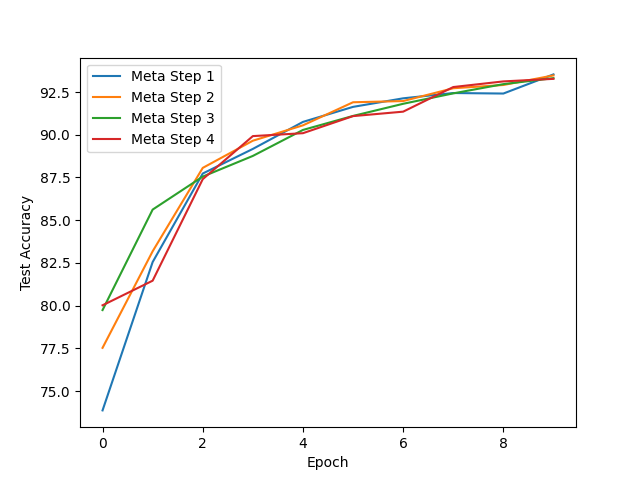 Meta Step 1
Meta Step 2
Meta Step 3
Meta Step 4
92.5
90.0
87.5
85.0
82.5
80.0
77.5
75.0
Test Accuracy
0 2 4 6 8
Epoch